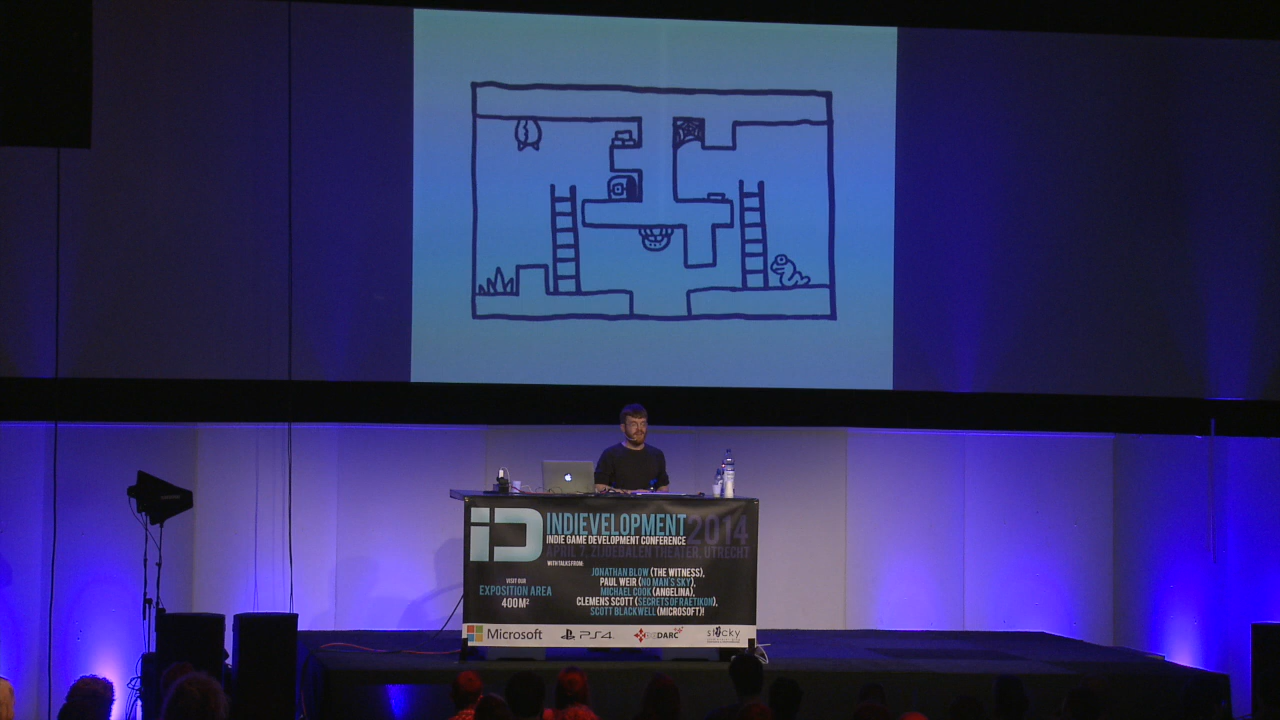 iD INDIEVELOPMENT 2014
INDIE GAME DEVELOPMENT CONFERENCE
APRIL 7, ZIJDEBALEN THEATER, UTRECHT
WITH TALKS FROM:
JONATHAN BLOW (THE WITNESS),
PAUL WEIR (NO MAN'S SKY),
MICHAEL COOK (ANGELINA),
CLEMENS SCOTT (SECRETS OF RAETIKON),
SCOTT BLACKWELL (MICROSOFT)!
VISIT OUR
EXPOSITION AREA
400M²
Microsoft
PS4